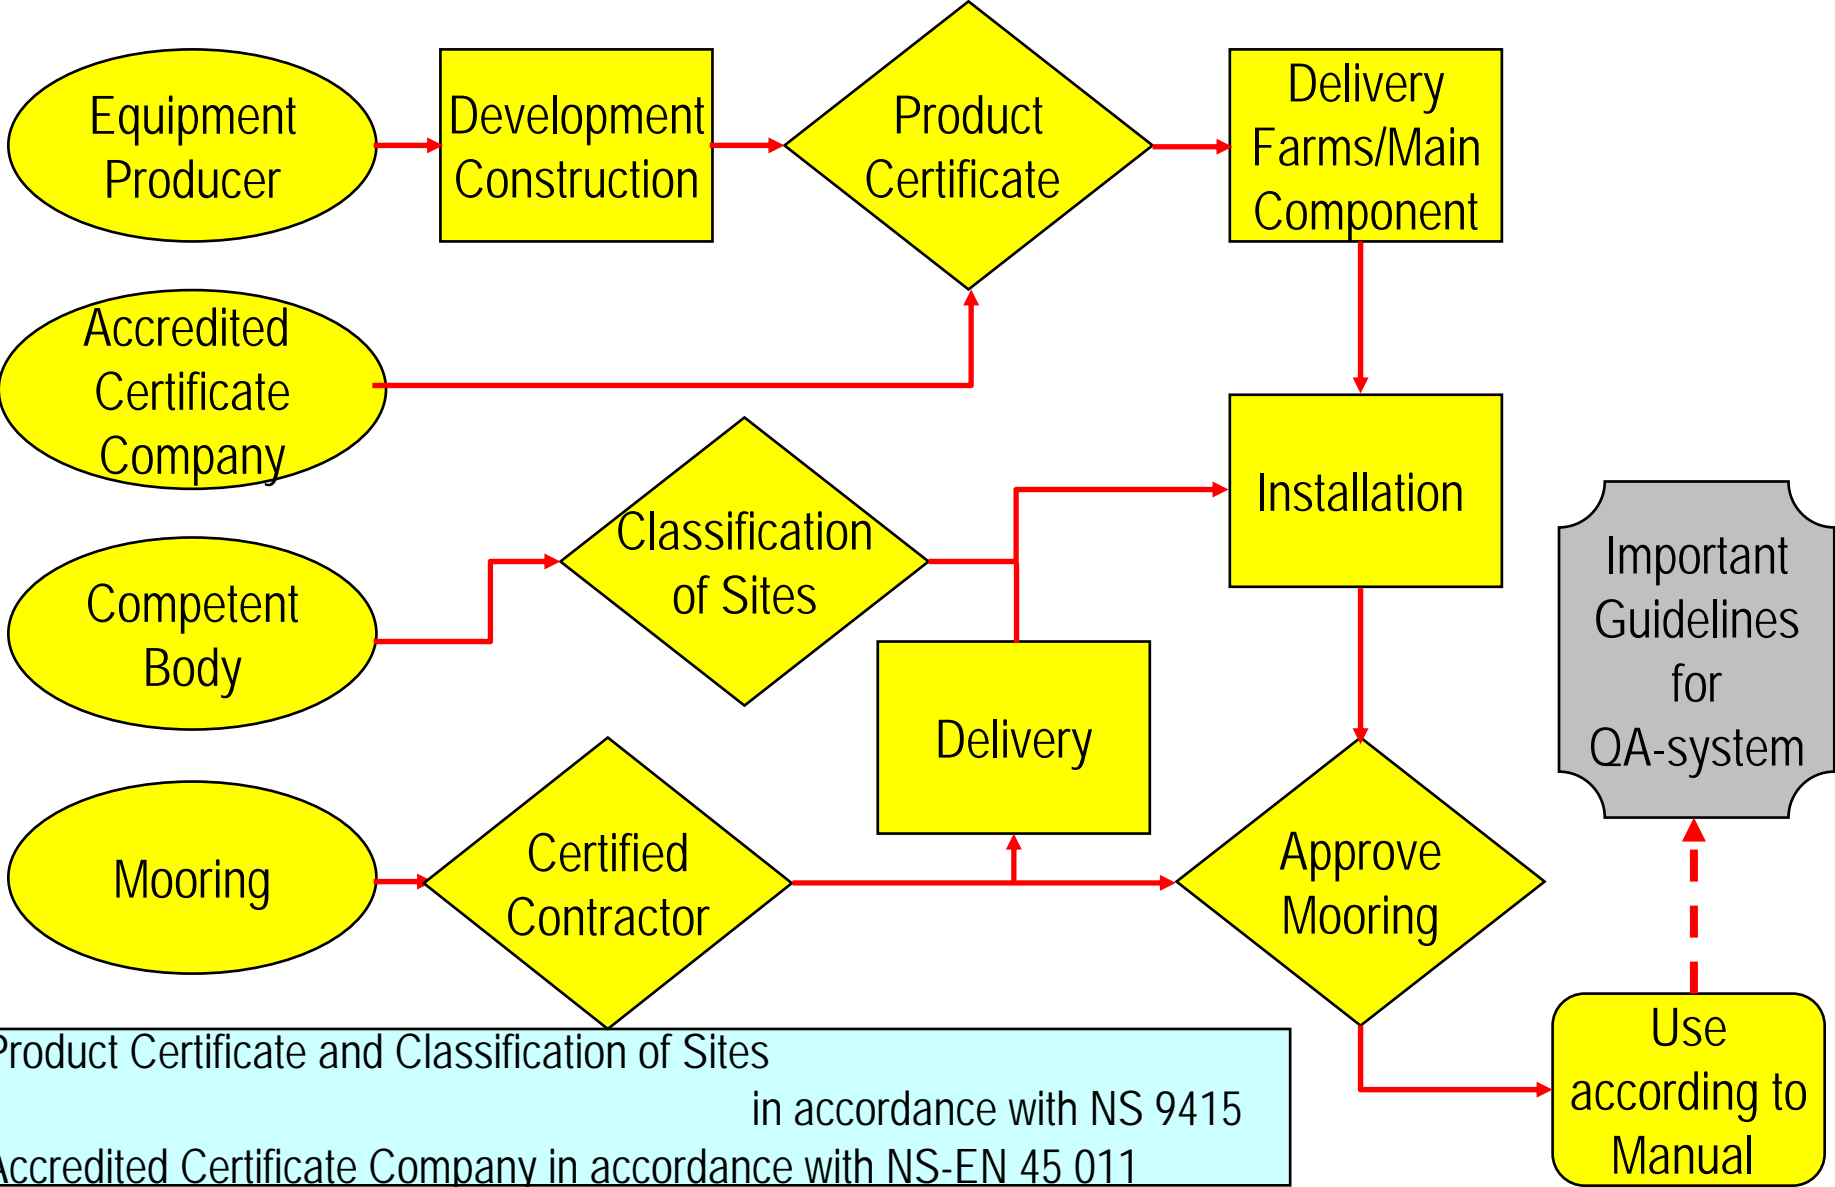 Equipment
Producer
Development
Construction
Product
Certificate
Delivery
Farms/Main
Component
Accredited
Certificate
Company
Classification
of Sites
Installation
Important
Guidelines
for
QA-system
Competent
Body
Delivery
Mooring
Certified
Contractor
Approve
Mooring
Use
according to
Manual
Product Certificate and Classification of Sites
in accordance with NS 9415
Accredited Certificate Company in accordance with NS-EN 45 011